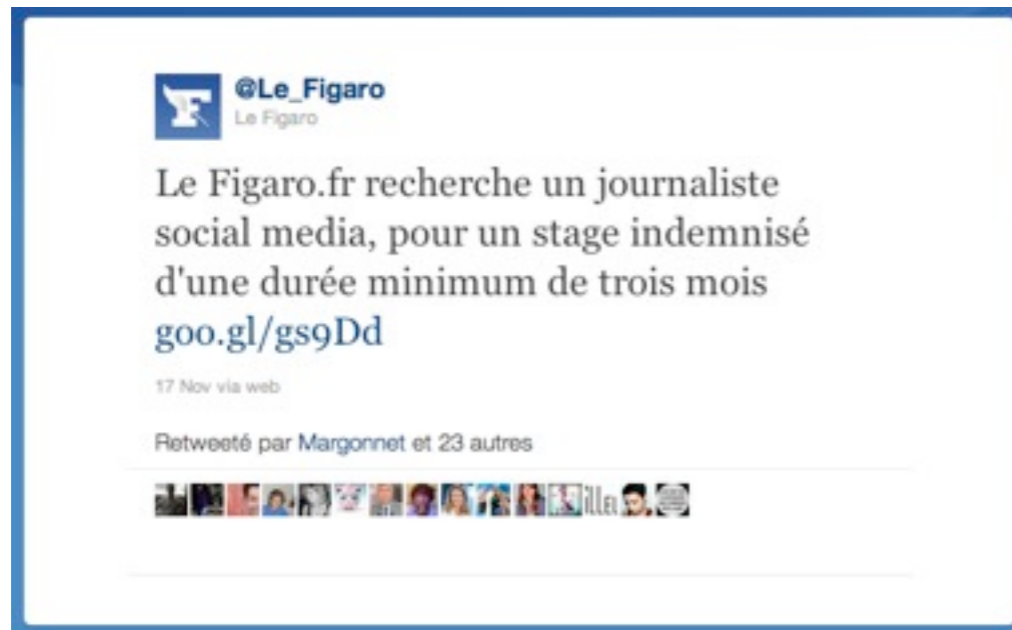 @Le_Figaro
Le Figaro
Le Figaro.fr recherche un journaliste
social media, pour un stage indemnisé
d'une durée minimum de trois mois
goo.gl/gs9Dd
17 Nov via web
Retweeté par Margonnet et 23 autres